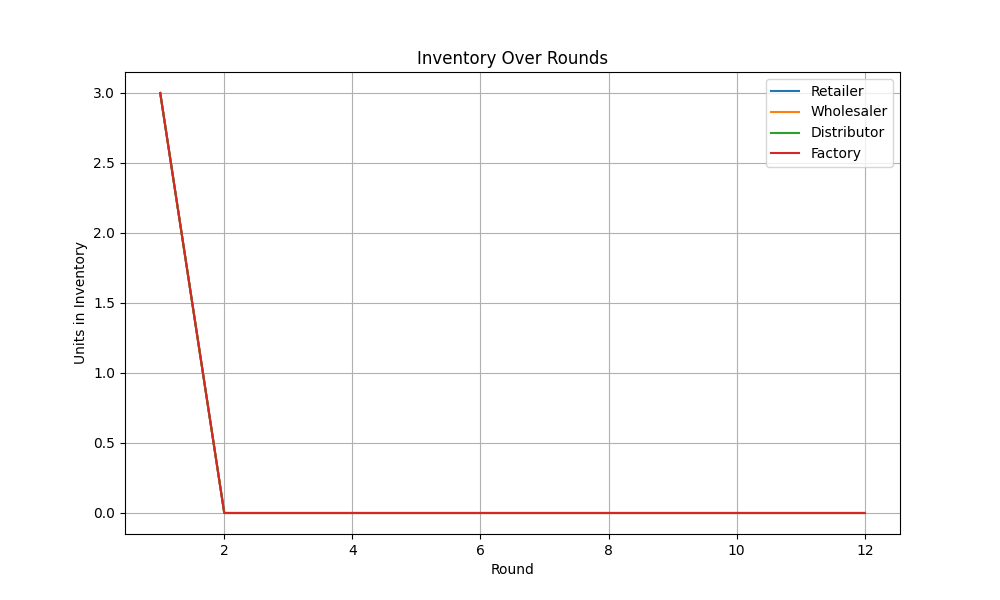 Inventory Over Rounds
Retailer
Wholesaler
Distributor
Factory
3.0
2.5
2.0
1.5
1.0
0.5
0.0
Units in Inventory
2 4 6 8 10 12
Round